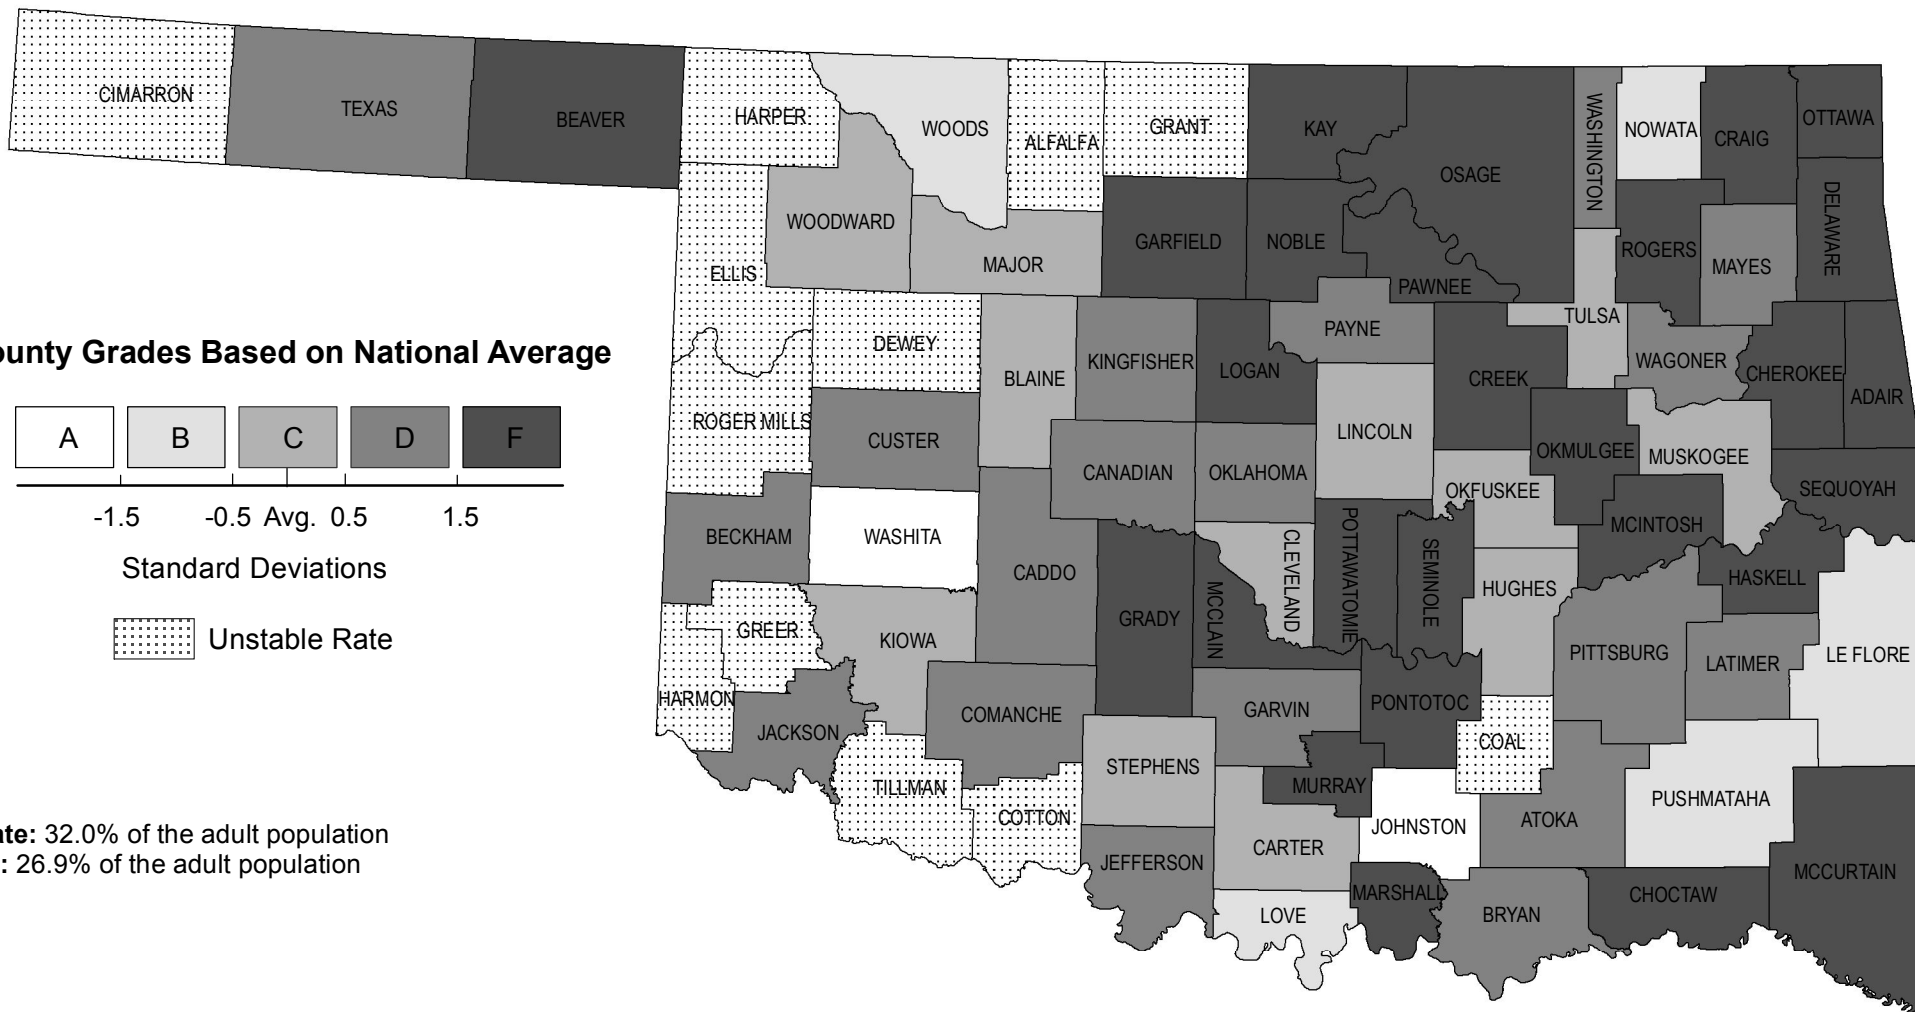 CIMARRON
TEXAS
BEAVER
HARPER
WOODS
ALFALFA
GRANT
KAY
OSAGE
WASHINGTON
NOWATA
CRAIG
OTTAWA
DELAWARE
WOODWARD
ELLIS
MAJOR
GARFIELD
NOBLE
PAWNEE
ROGERS
MAYES
TULSA
DEWEY
BLAINE
KINGFISHER
LOGAN
PAYNE
CREEK
WAGONER
CHEROKEE
ADAIR
ounty Grades Based on National Average
A B C D F
-1.5 -0.5 Avg. 0.5 1.5
Standard Deviations
Unstable Rate
ROGER MILLS
CUSTER
CANADIAN
OKLAHOMA
LINCOLN
OKMULGEE
MUSKOGEE
OKFUSKEE
SEQUOYAH
BECKHAM
WASHITA
CADDO
CLEVELAND
POTTAWATOMIE
SEMINOLE
MCINTOSH
HASKELL
HUGHES
GREER
KIOWA
GRADY
MCCLAIN
PITTSBURG
LATIMER
LE FLORE
HARMON
JACKSON
COMANCHE
GARVIN
PONTOTOC
COAL
STEPHENS
MURRAY
TILLMAN
COTTON
JOHNSTON
ATOKA
PUSHMATAHA
JEFFERSON
CARTER
MARSHALL
LOVE
BRYAN
CHOCTAW
MCCURTAIN
ate: 32.0% of the adult population
: 26.9% of the adult population